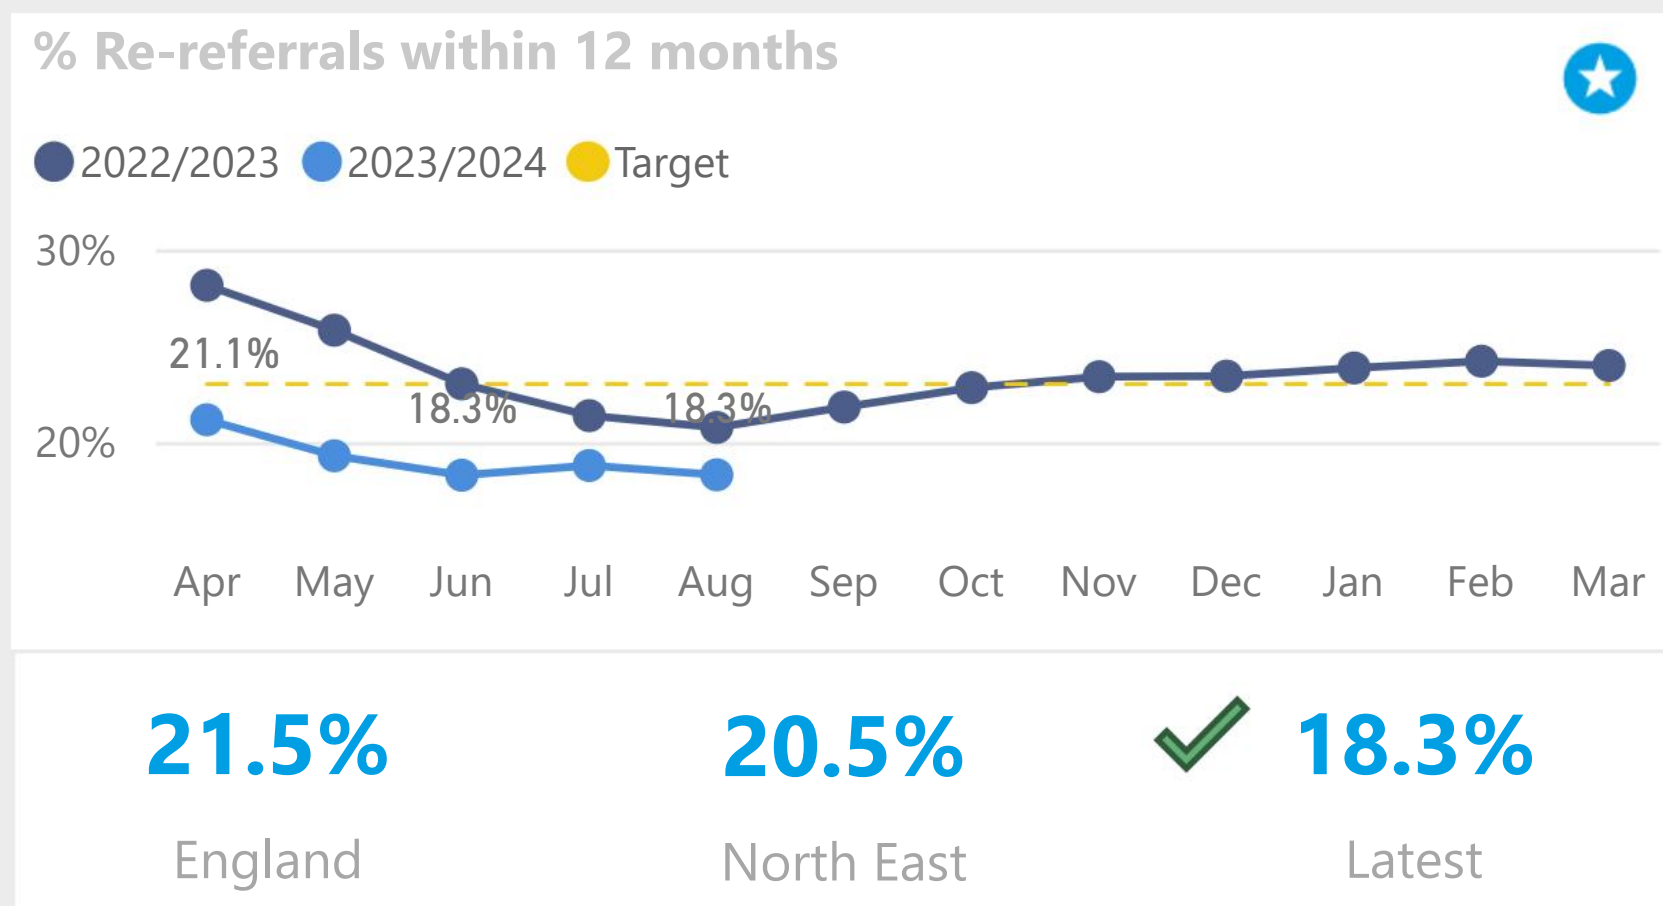 % Re-referrals within 12 months
2022/2023 2023/2024 Target
30%
21.1%
18.3% 18.3%
20%
Apr May Jun Jul Aug Sep Oct Nov Dec Jan Feb Mar
21.5% 20.5% 18.3%
England North East Latest